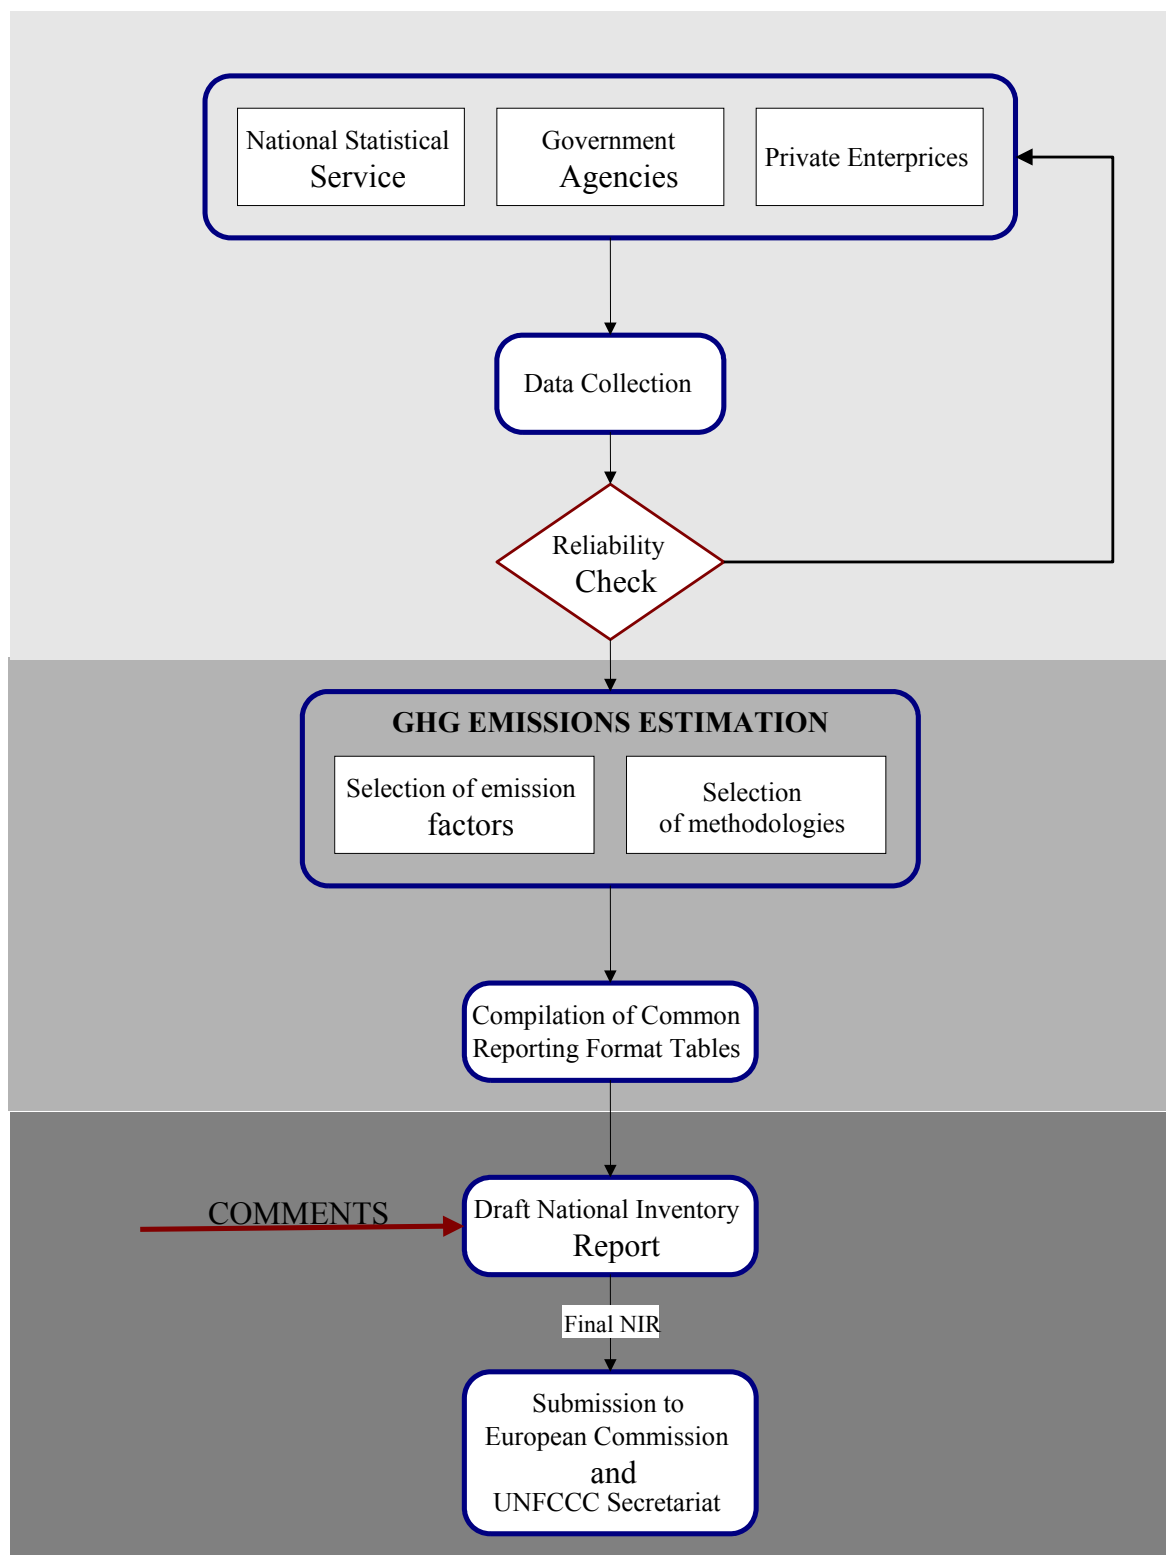 National Statistical
Service
Government
Agencies
Private Enterprices
Data Collection
Reliability
Check
GHG EMISSIONS ESTIMATION
Selection of emission
factors
Selection
of methodologies
Compilation of Common
Reporting Format Tables
COMMENTS
Draft National Inventory
Report
Final NIR
Submission to
European Commission
and
UNFCCC Secretariat